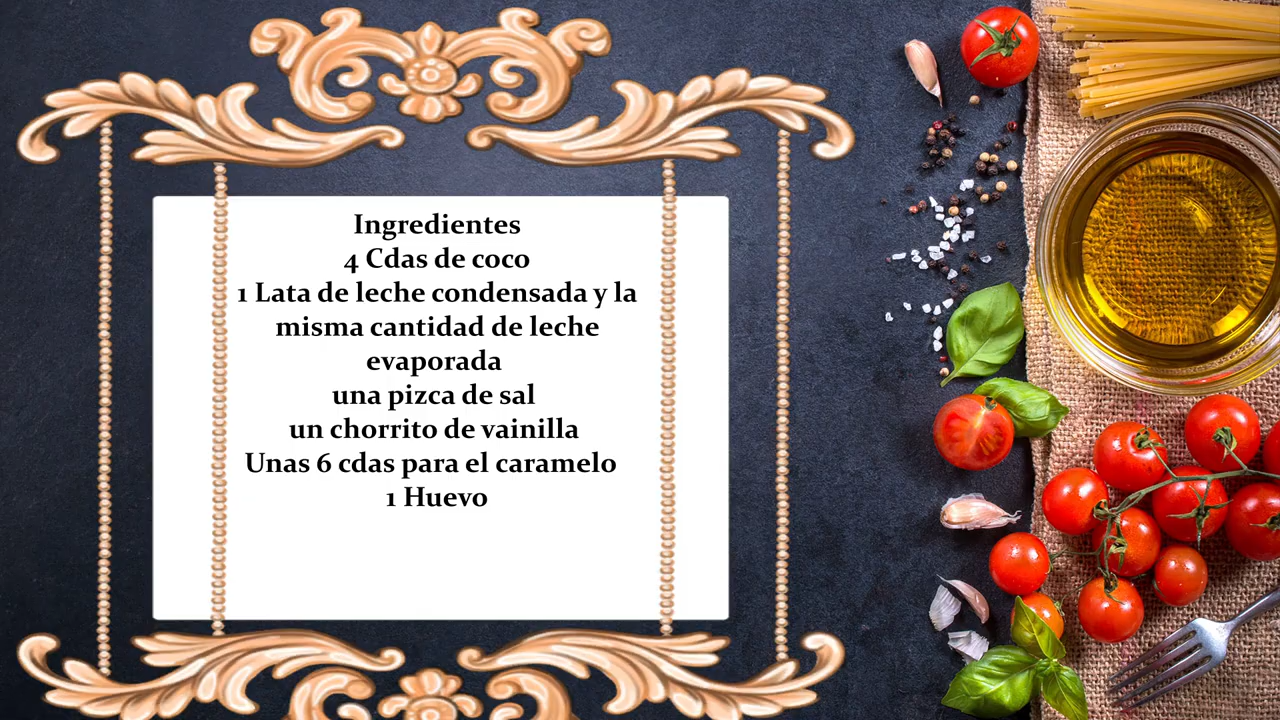 Ingredientes
4 Cdas de coco
1 Lata de leche condensada y la
misma cantidad de leche
evaporada
una pizca de sal
un chorrito de vainilla
Unas 6 cdas para el caramelo
1 Huevo